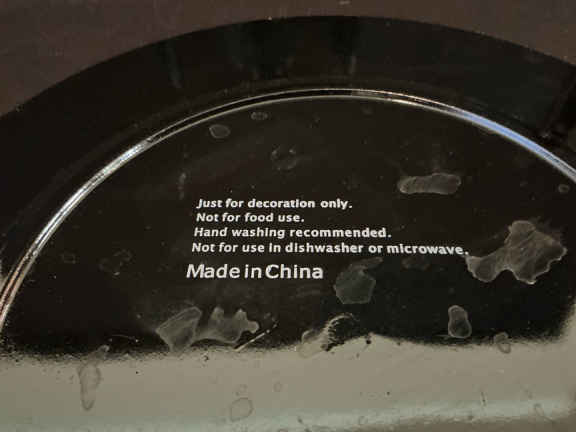 Just for decoration only.
Not for food use.
Hand washing recommended.
Not for use in dishwasher or microwave.
Made in China